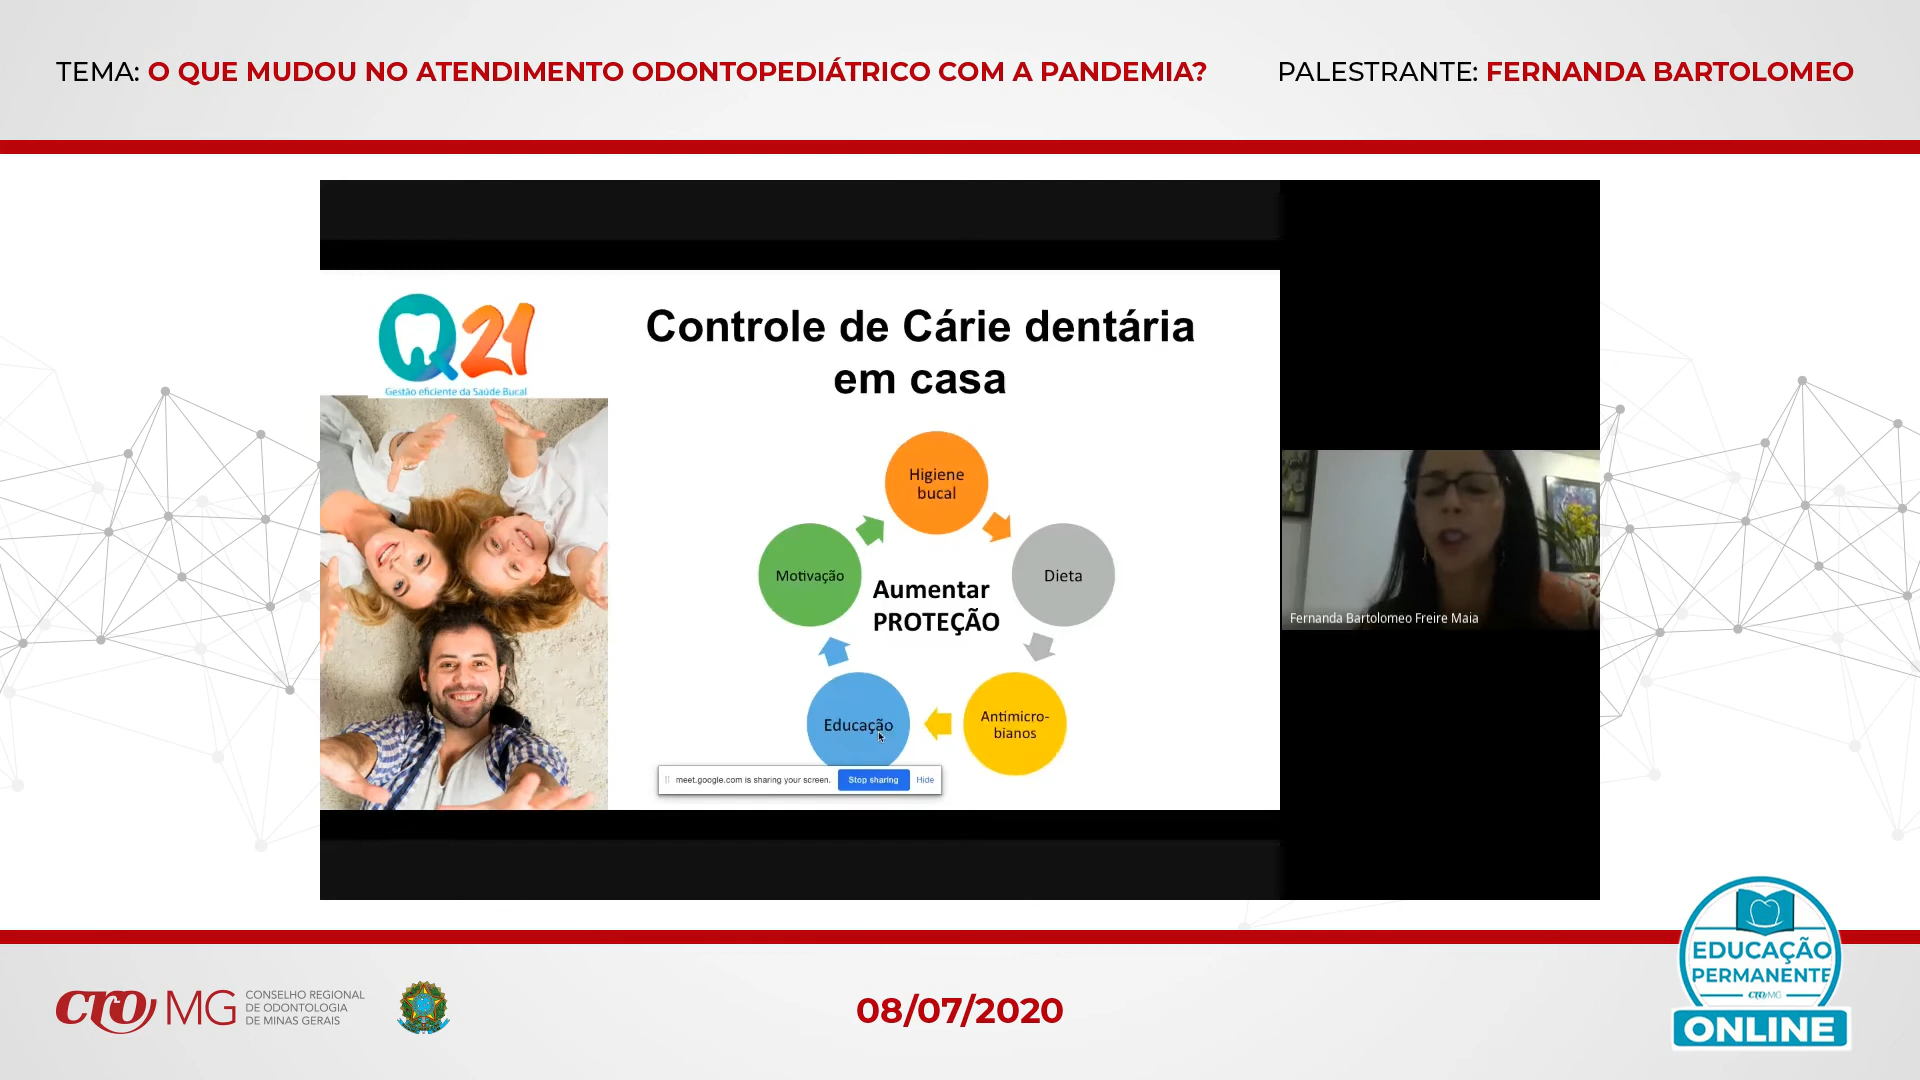 TEMA: O QUE MUDOU NO ATENDIMENTO ODONTOPEDIÁTRICO COM A PANDEMIA?
PALESTRANTE: FERNANDA BARTOLOMEO
Q21
Gestão eficiente da Saúde Bucal
Controle de Cárie dentária
em casa
Higiene
bucal
Dieta
Antimicro-
bianos
Educação
Motivação
Aumentar
PROTEÇÃO
meet.google.com is sharing your screen.
Stop sharing
Hide
Fernanda Bartolomeo Freire Maia
CRO MG
CONSELHO REGIONAL
DE ODONTOLOGIA
DE MINAS GERAIS
08/07/2020
EDUCAÇÃO
PERMANENTE
CRO MG
ONLINE